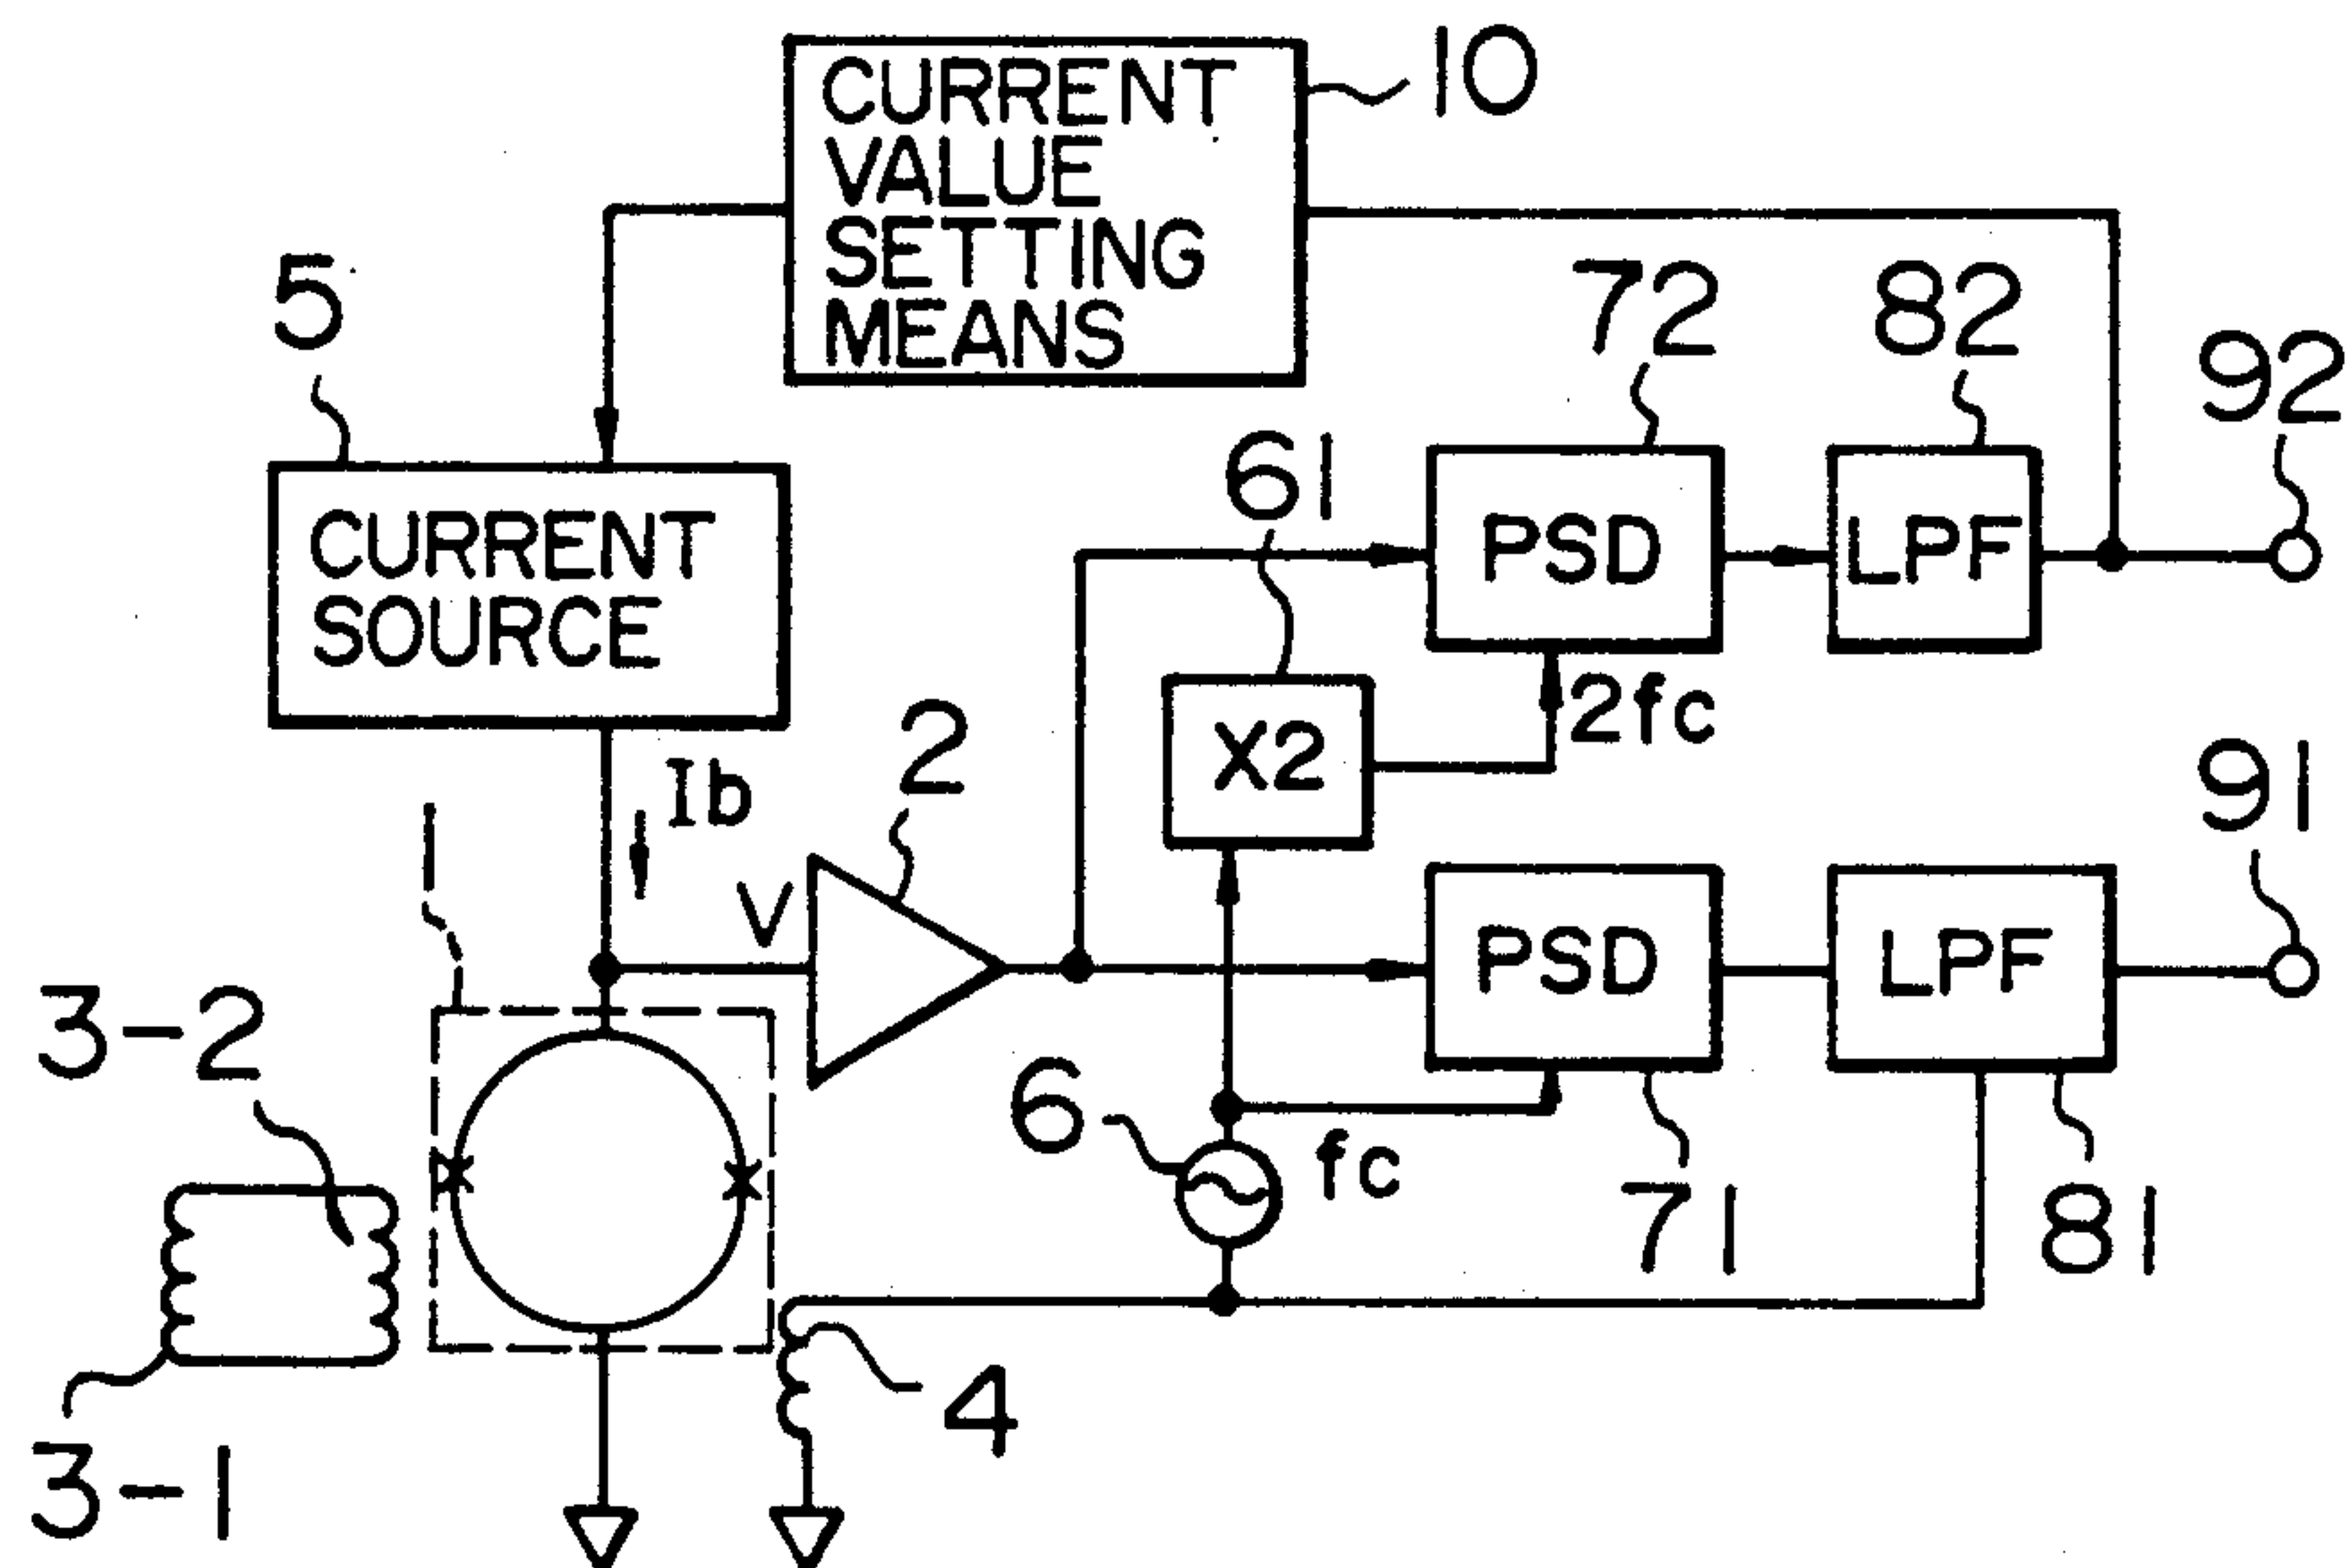 CURRENT
VALUE
SETTING
MEANS
10
5
72
82
92
61
CURRENT
SOURCE
PSD
LPF
X2
2fc
2
Ib
91
1
V
PSD
LPF
3-2
6
fc
71
81
4
3-1